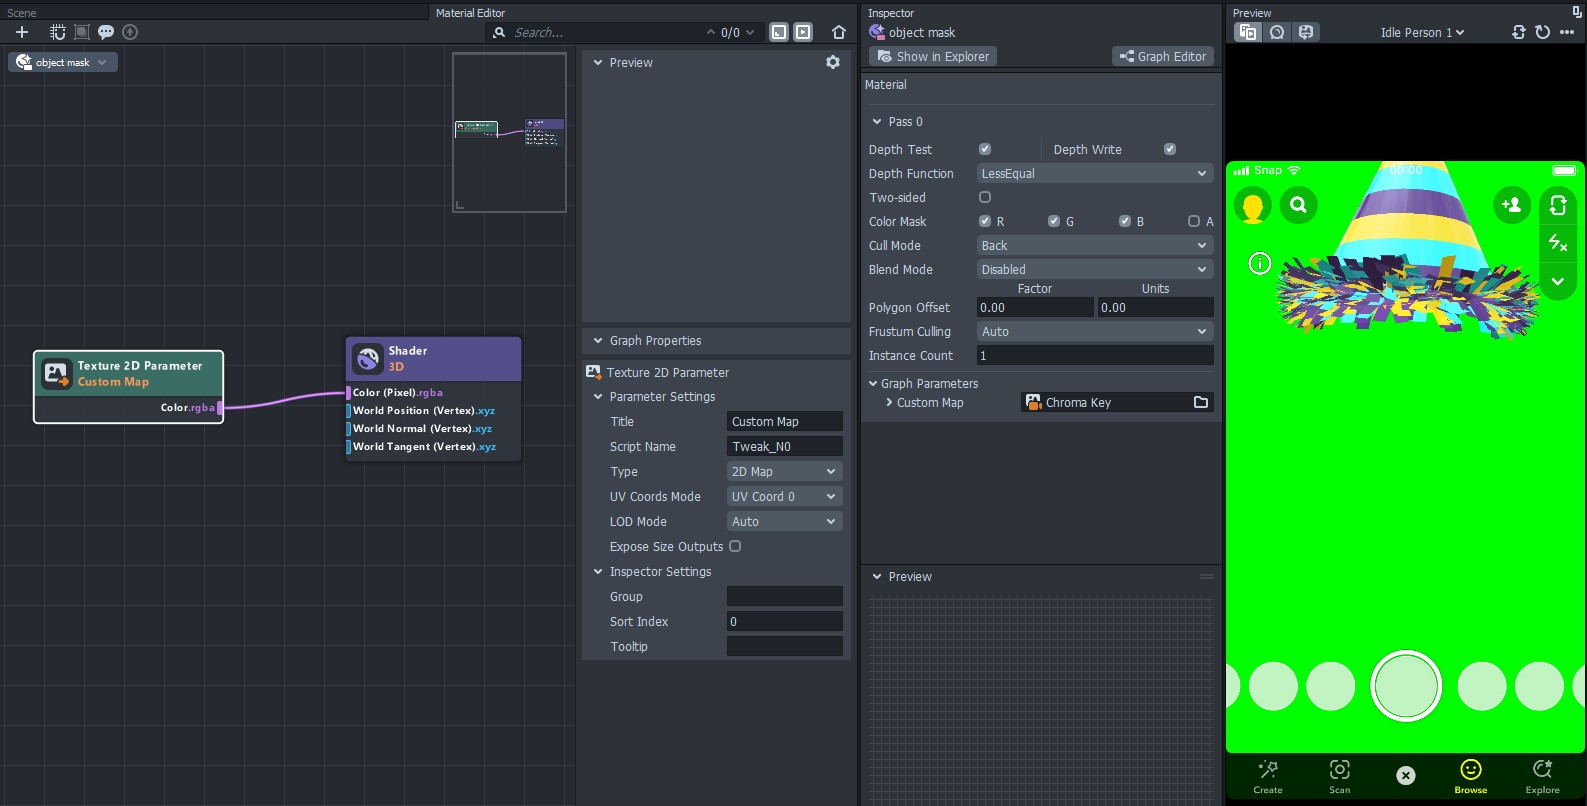 Scene
Material Editor
Search...
0/0
object mask
Texture 2D Parameter
Custom Map
Color.rgba
Shader
3D
Color (Pixel).rgba
World Position (Vertex).xyz
World Normal (Vertex).xyz
World Tangent (Vertex).xyz
Preview
Graph Properties
Texture 2D Parameter
Parameter Settings
Title Custom Map
Script Name Tweak_N0
Type 2D Map
UV Coords Mode UV Coord 0
LOD Mode Auto
Expose Size Outputs
Inspector Settings
Group
Sort Index 0
Tooltip
Inspector
object mask
Show in Explorer Graph Editor
Material
Pass 0
Depth Test Depth Write
Depth Function LessEqual
Two-sided
Color Mask R G B A
Cull Mode Back
Blend Mode Disabled
Factor Units
Polygon Offset 0.00 0.00
Frustum Culling Auto
Instance Count 1
Graph Parameters
Custom Map Chroma Key
Preview
Preview
Idle Person 1
Snap 00:00
Create Scan Browse Explore